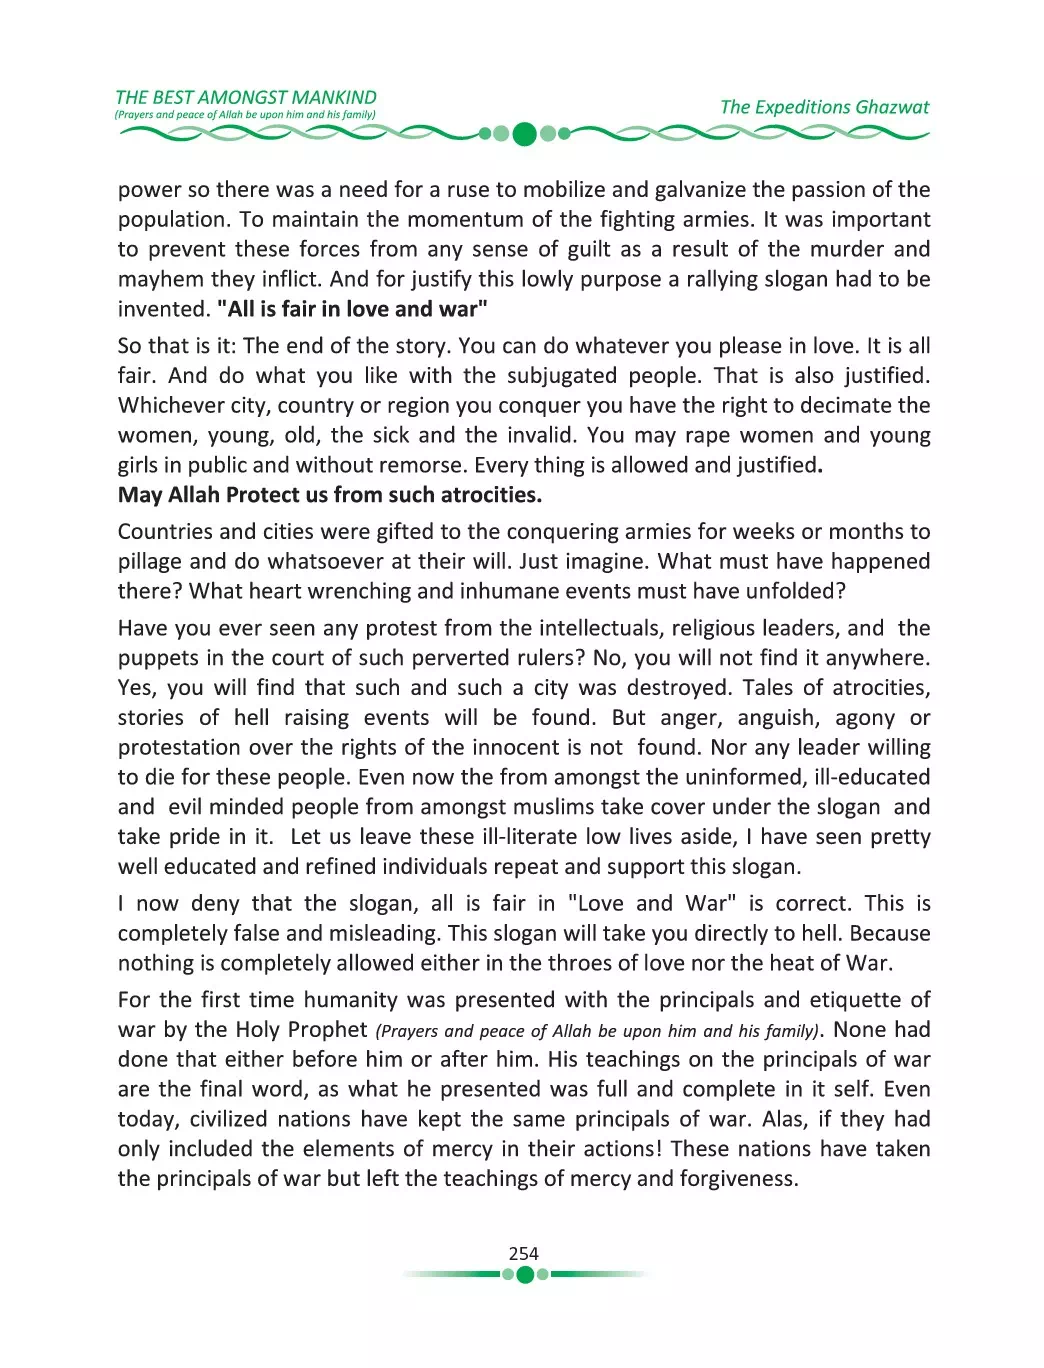 THE BEST AMONGST MANKIND
(Prayers and peace of Allah be upon him and his family)
The Expeditions Ghazwat
power so there was a need for a ruse to mobilize and galvanize the passion of the
population. To maintain the momentum of the fighting armies. It was important
to prevent these forces from any sense of guilt as a result of the murder and
mayhem they inflict. And for justify this lowly purpose a rallying slogan had to be
invented. "All is fair in love and war"
So that is it: The end of the story. You can do whatever you please in love. It is all
fair. And do what you like with the subjugated people. That is also justified.
Whichever city, country or region you conquer you have the right to decimate the
women, young, old, the sick and the invalid. You may rape women and young
girls in public and without remorse. Every thing is allowed and justified.
May Allah Protect us from such atrocities.
Countries and cities were gifted to the conquering armies for weeks or months to
pillage and do whatsoever at their will. Just imagine. What must have happened
there? What heart wrenching and inhumane events must have unfolded?
Have you ever seen any protest from the intellectuals, religious leaders, and the
puppets in the court of such perverted rulers? No, you will not find it anywhere.
Yes, you will find that such and such a city was destroyed. Tales of atrocities,
stories of hell raising events will be found. But anger, anguish, agony or
protestation over the rights of the innocent is not found. Nor any leader willing
to die for these people. Even now the from amongst the uninformed, ill-educated
and evil minded people from amongst muslims take cover under the slogan and
take pride in it. Let us leave these ill-literate low lives aside, I have seen pretty
well educated and refined individuals repeat and support this slogan.
I now deny that the slogan, all is fair in "Love and War" is correct. This is
completely false and misleading. This slogan will take you directly to hell. Because
nothing is completely allowed either in the throes of love nor the heat of War.
For the first time humanity was presented with the principals and etiquette of
war by the Holy Prophet (Prayers and peace of Allah be upon him and his family). None had
done that either before him or after him. His teachings on the principals of war
are the final word, as what he presented was full and complete in it self. Even
today, civilized nations have kept the same principals of war. Alas, if they had
only included the elements of mercy in their actions! These nations have taken
the principals of war but left the teachings of mercy and forgiveness.
254